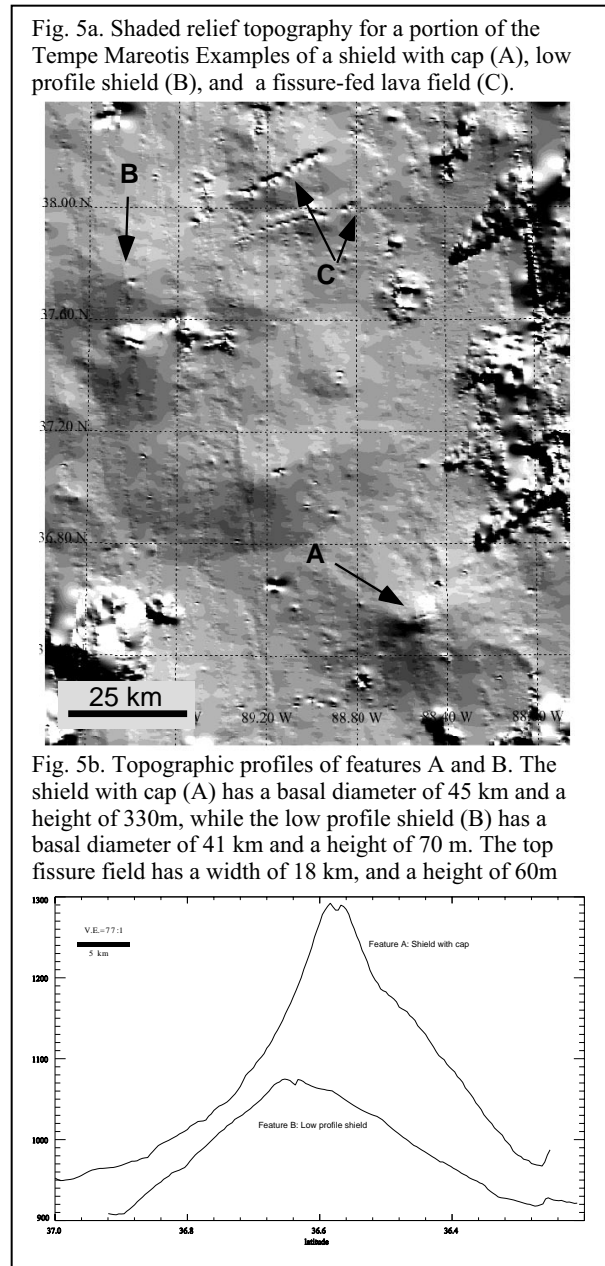 Fig. 5a. Shaded relief topography for a portion of the
Tempe Mareotis Examples of a shield with cap (A), low
profile shield (B), and a fissure-fed lava field (C).
B
38.00 N
C
37.60 N
37.20 N
36.80 N
A
3
25 km
W
89.20 W
88.80 W
88.40 W
Fig. 5b. Topographic profiles of features A and B. The
shield with cap (A) has a basal diameter of 45 km and a
height of 330m, while the low profile shield (B) has a
basal diameter of 41 km and a height of 70 m. The top
fissure field has a width of 18 km, and a height of 60m
1300
V.E.=77:1
5 km
Feature A: Shield with cap
1200
1100
Feature B: Low profile shield
1000
900
37.0
36.8
36.6
36.4
latitude